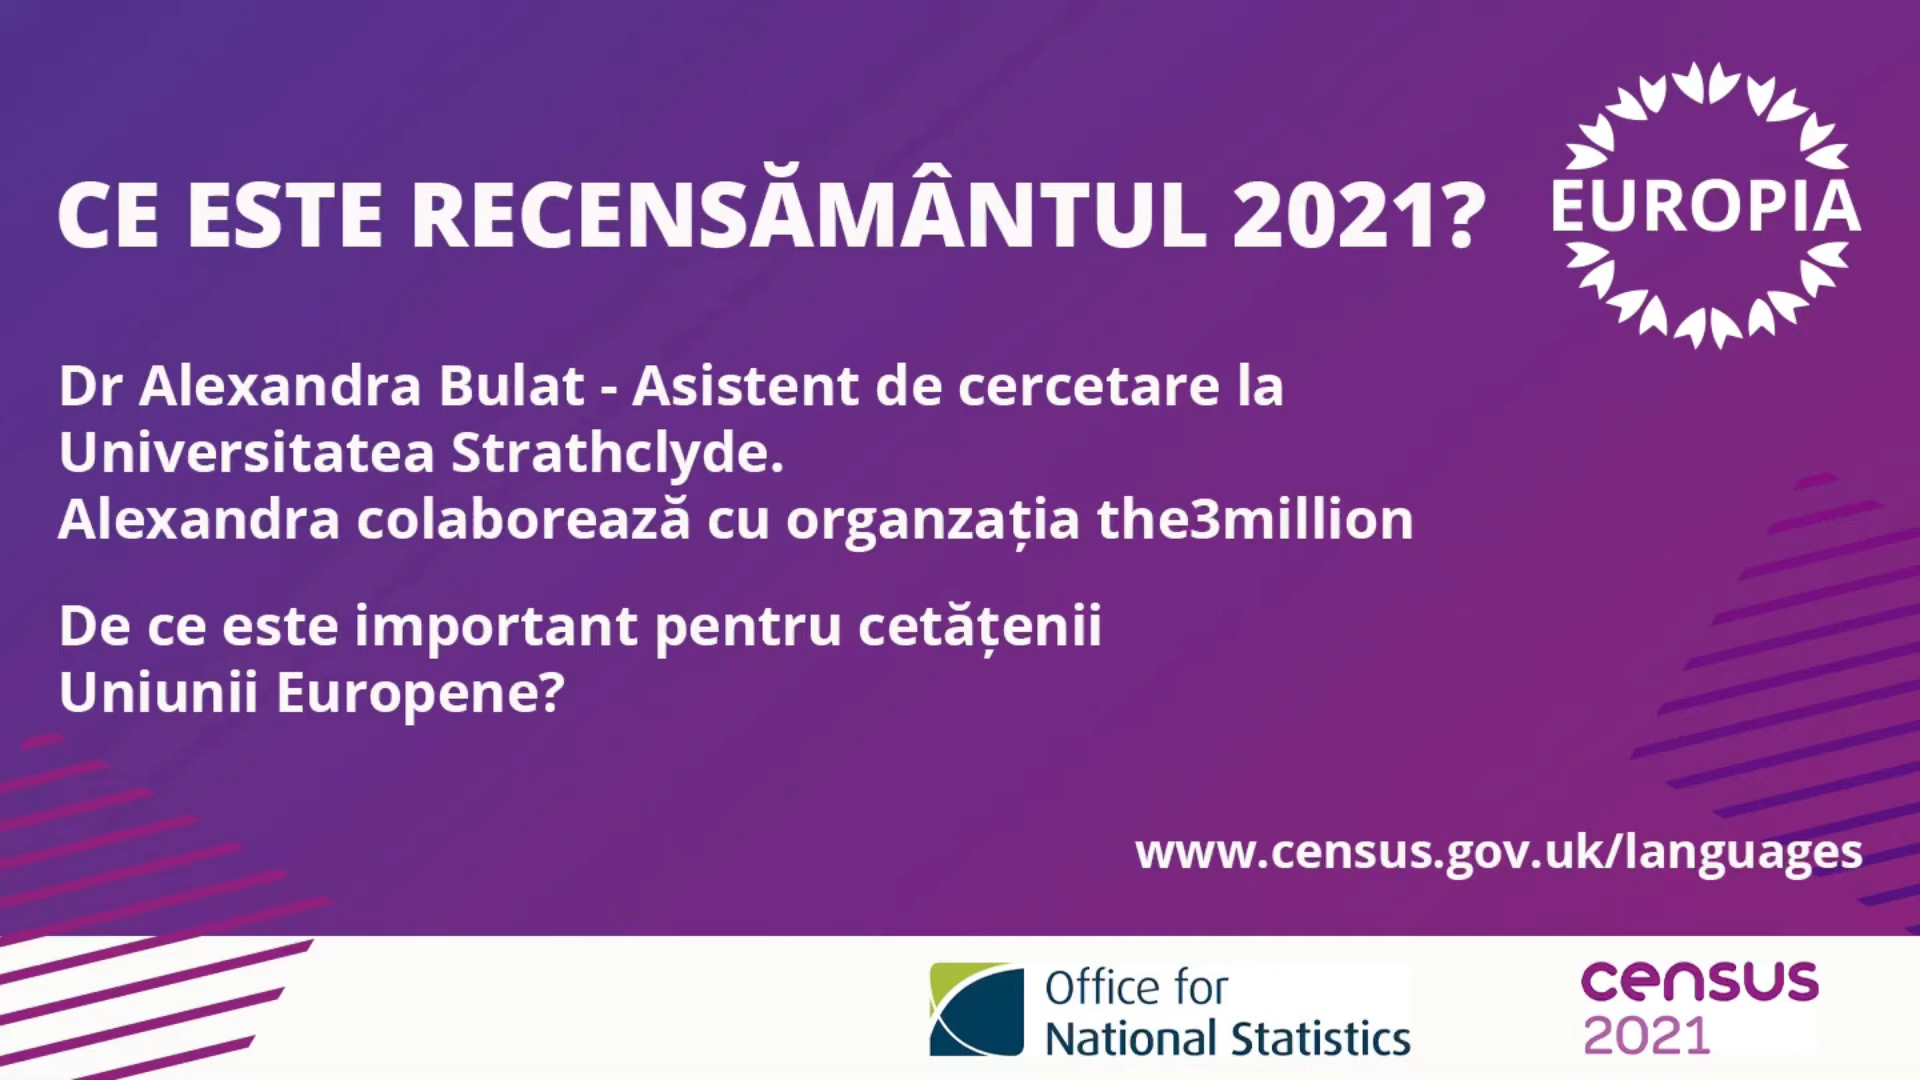 CE ESTE RECENSĂMÂNTUL 2021?
EUROPIA
Dr Alexandra Bulat - Asistent de cercetare la
Universitatea Strathclyde.
Alexandra colaborează cu organzația the3million
De ce este important pentru cetățenii
Uniunii Europene?
www.census.gov.uk/languages
Office for
National Statistics
census
2021